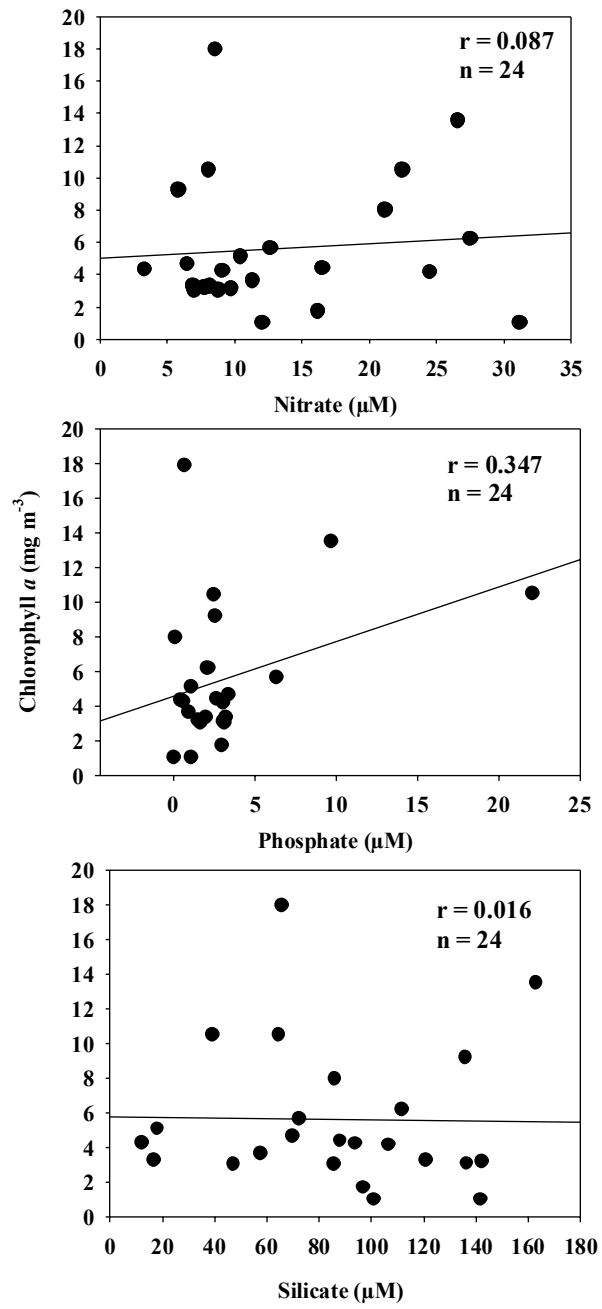 20
18
16
14
12
10
8
6
4
2
0
r = 0.087
n = 24
0 5 10 15 20 25 30 35
Nitrate (µM)
Chlorophyll a (mg m-3)
20
18
16
14
12
10
8
6
4
2
0
r = 0.347
n = 24
0 5 10 15 20 25
Phosphate (µM)
20
18
16
14
12
10
8
6
4
2
0
r = 0.016
n = 24
0 20 40 60 80 100 120 140 160 180
Silicate (µM)